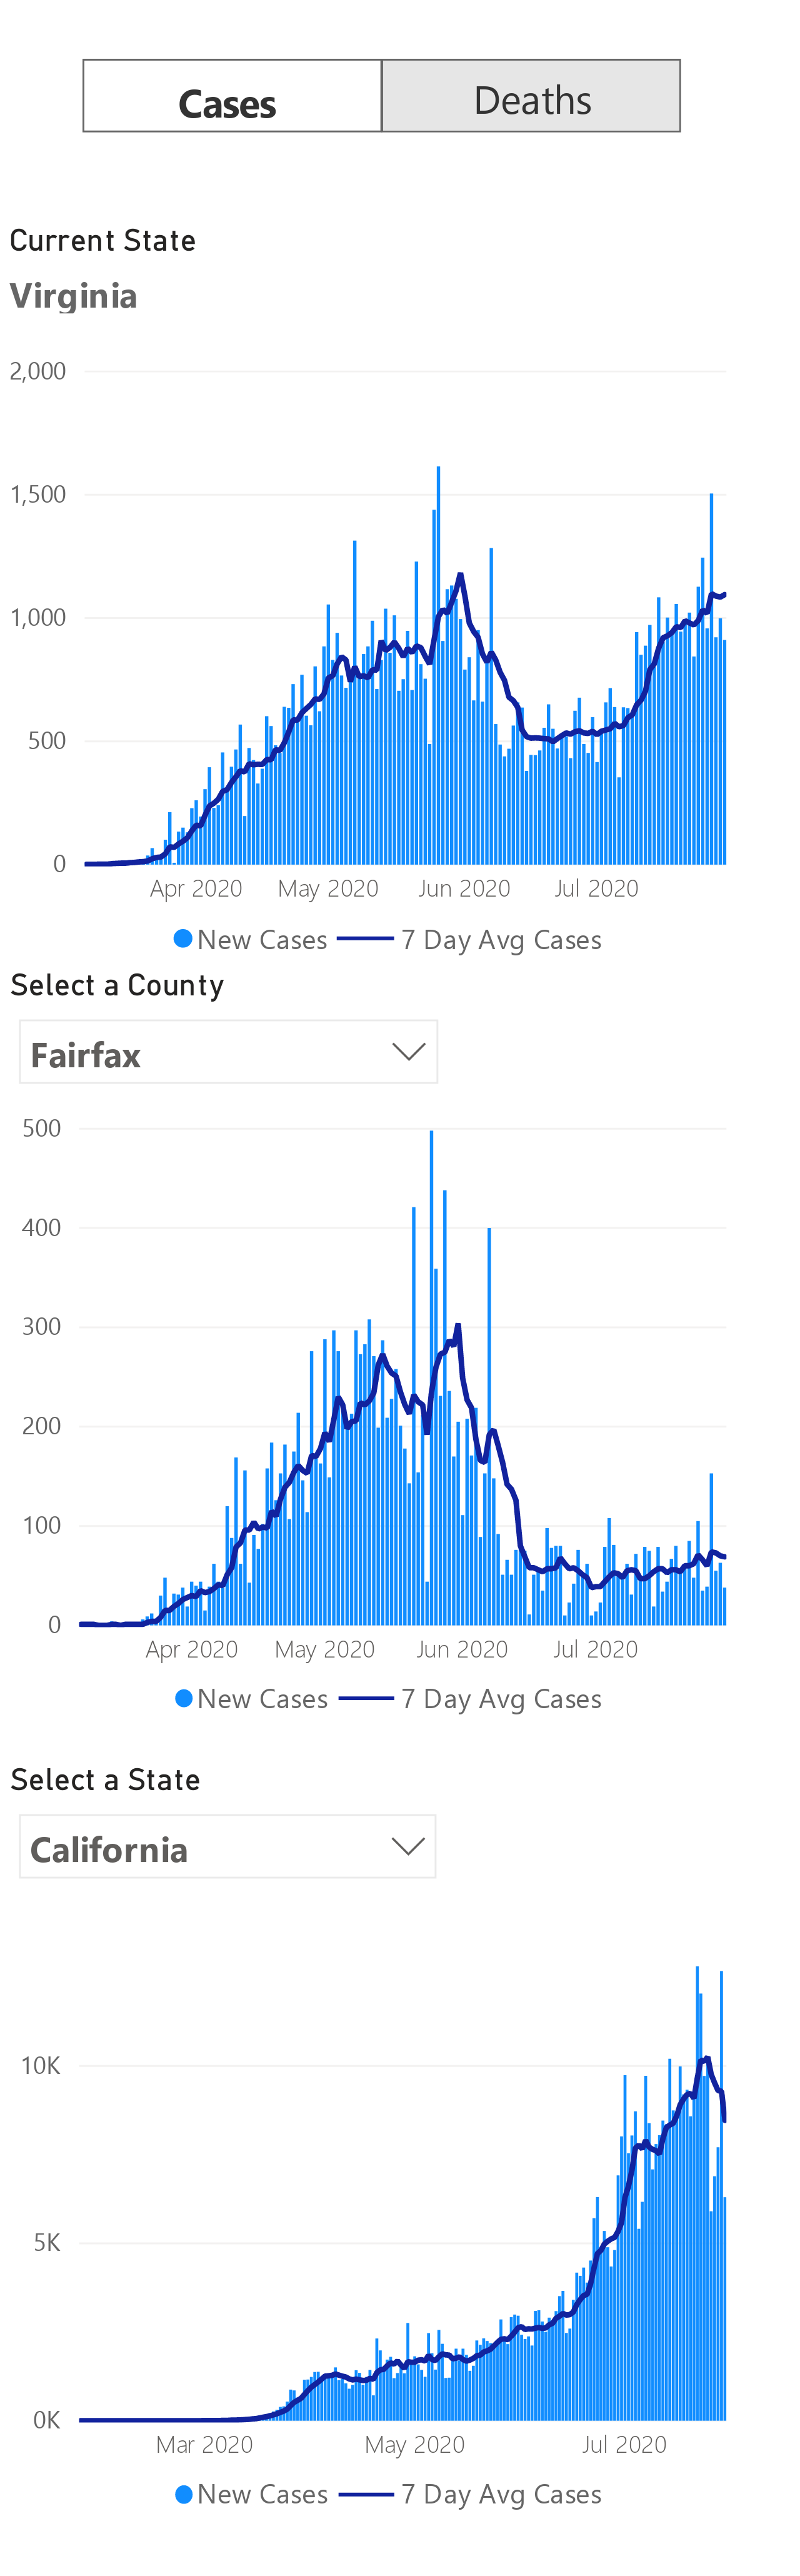 Cases Deaths
Current State
Virginia
2,000
1,500
1,000
500
0
Apr 2020 May 2020 Jun 2020 Jul 2020
New Cases 7 Day Avg Cases
Select a County
Fairfax
500
400
300
200
100
0
Apr 2020 May 2020 Jun 2020 Jul 2020
New Cases 7 Day Avg Cases
Select a State
California
10K
5K
0K
Mar 2020 May 2020 Jul 2020
New Cases 7 Day Avg Cases